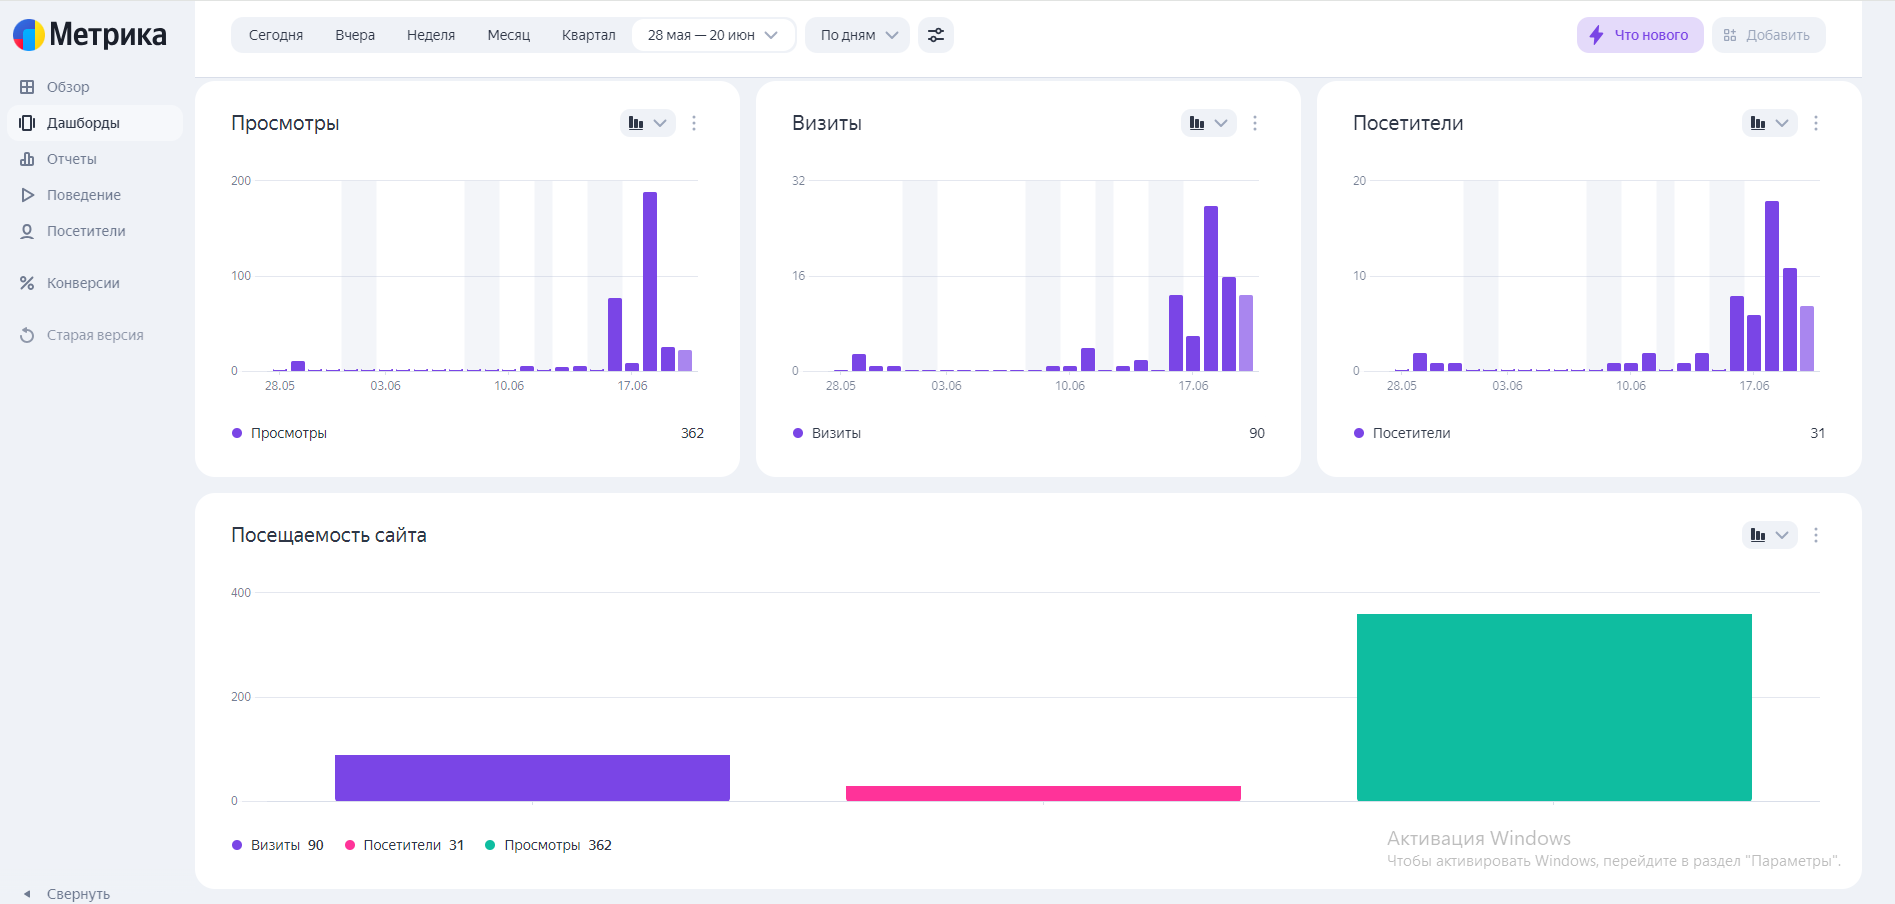 Метрика
Сегодня Вчера Неделя Месяц Квартал 28 мая — 20 июн По дням Что нового Добавить
Обзор
Дашборды
Отчеты
Поведение
Посетители
Конверсии
Старая версия
Свернуть
Просмотры
200
100
0
28.05 03.06 10.06 17.06
Просмотры 362
Визиты
32
16
0
28.05 03.06 10.06 17.06
Визиты 90
Посетители
20
10
0
28.05 03.06 10.06 17.06
Посетители 31
Посещаемость сайта
400
200
0
Визиты 90 Посетители 31 Просмотры 362
Активация Windows
Чтобы активировать Windows, перейдите в раздел "Параметры".